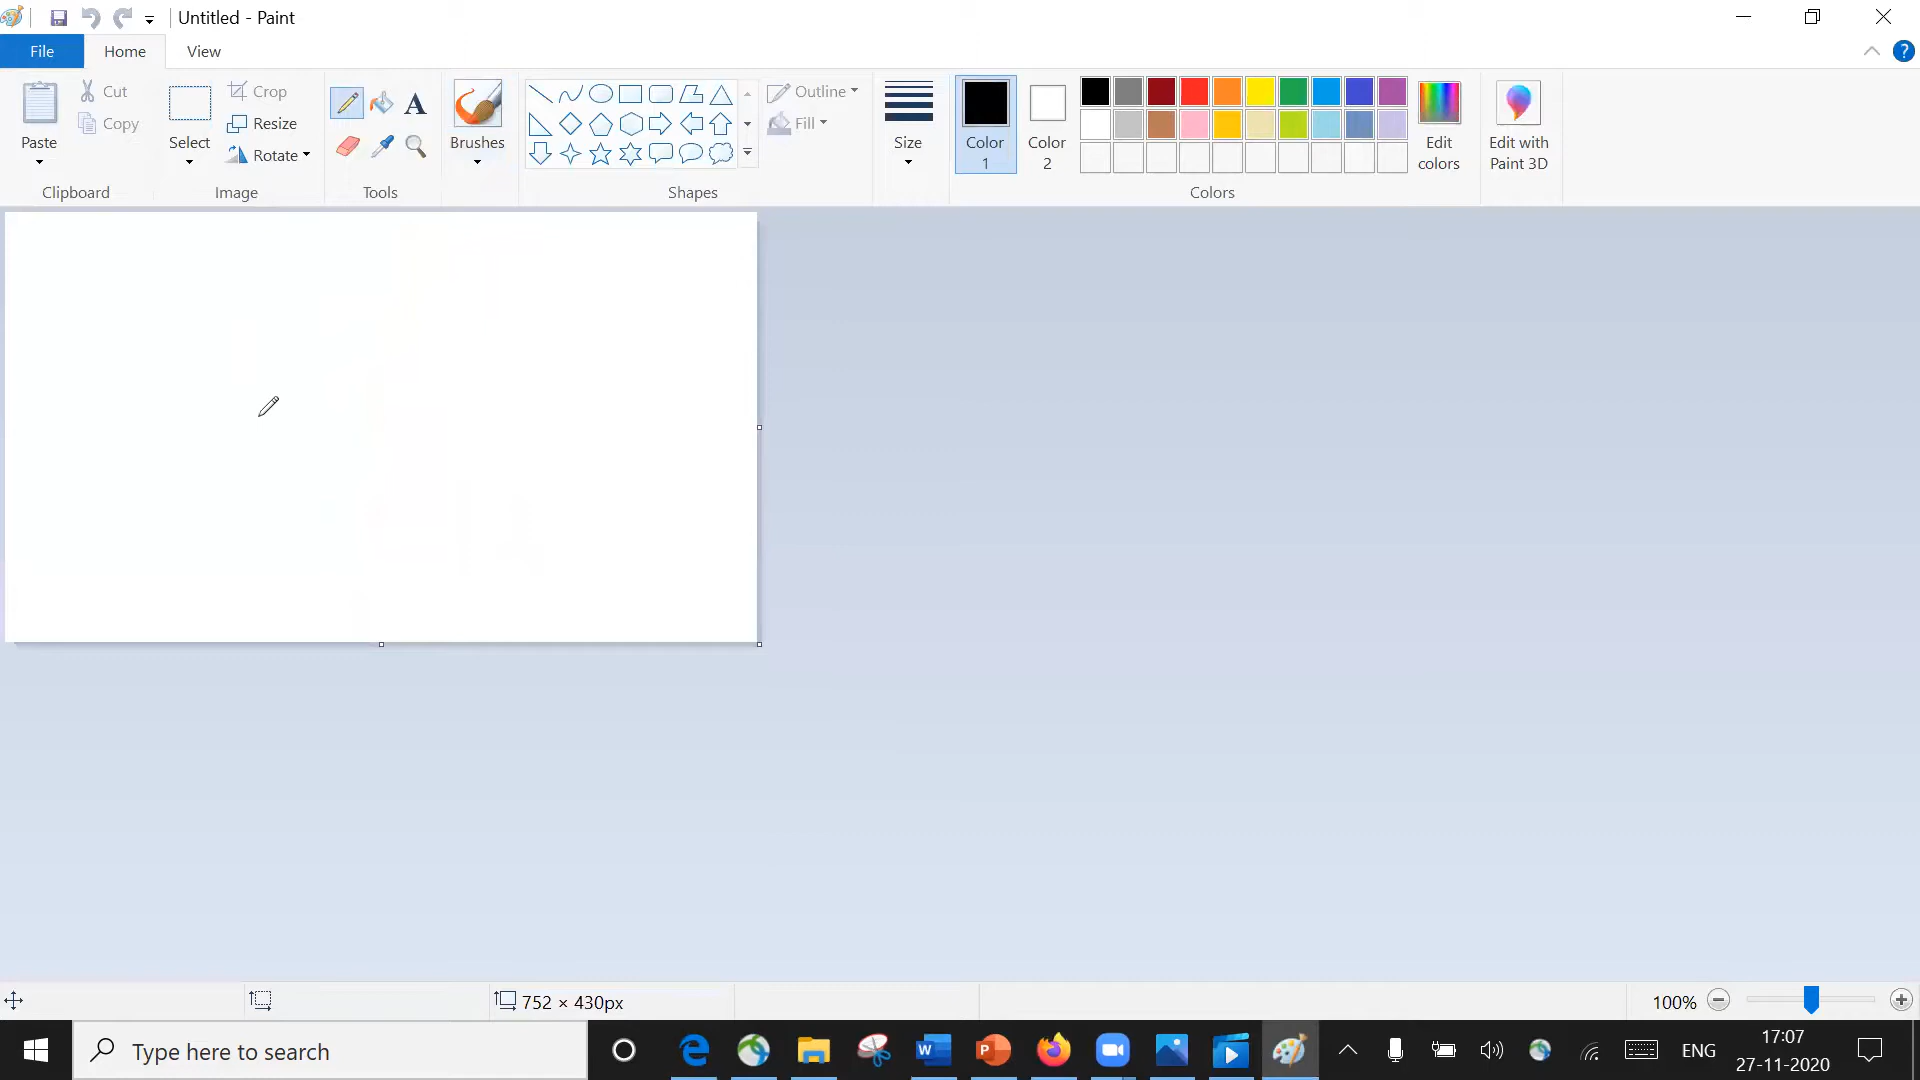 Untitled - Paint
File Home View
Paste
Cut
Copy
Clipboard
Select
Crop
Resize
Rotate
Image
A
Tools
Brushes
Outline
Fill
Shapes
Size
Color
1
Color
2
Edit
colors
Colors
Edit with
Paint 3D
?
752 × 430px
100%
Type here to search
ENG
17:07
27-11-2020